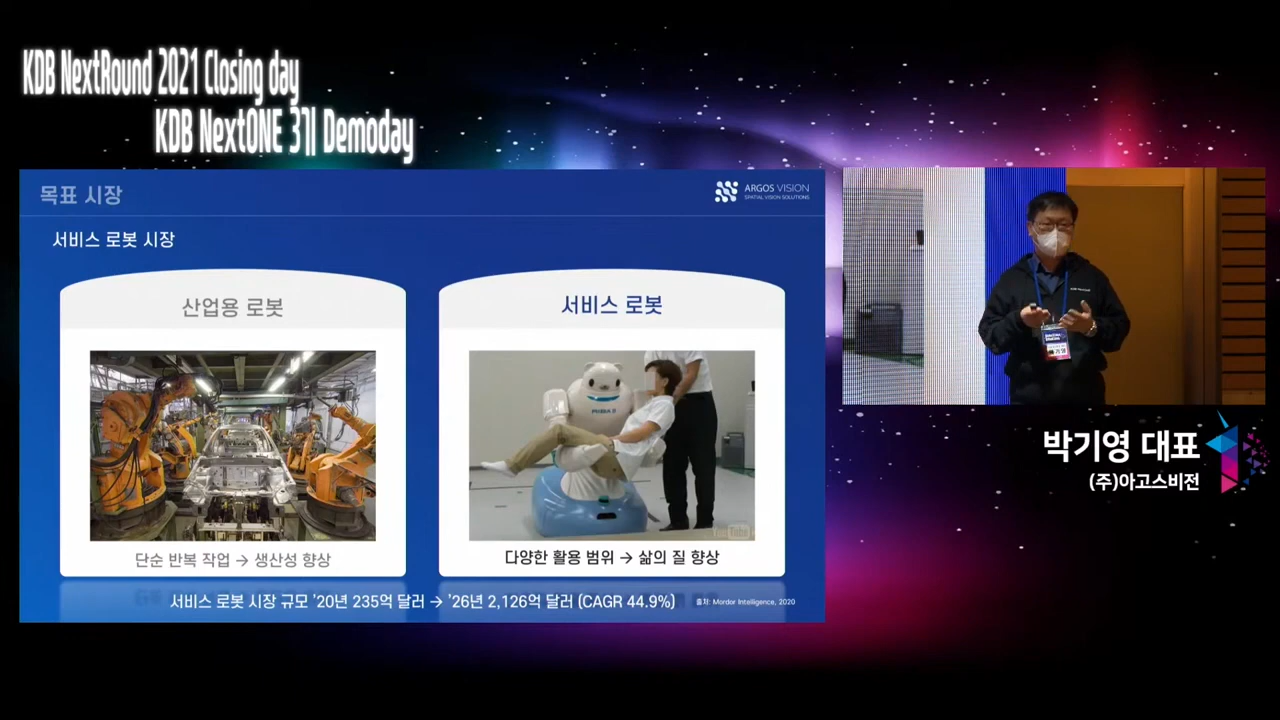 KDB NextRound 2021 Closing day
KDB NextONE 3기 Demoday
목표 시장
ARGOS VISION
SPATIAL VISION SOLUTIONS
서비스 로봇 시장
산업용 로봇
서비스 로봇
단순 반복 작업 → 생산성 향상
다양한 활용 범위 → 삶의 질 향상
서비스 로봇 시장 규모 '20년 235억 달러 → '26년 2,126억 달러 (CAGR 44.9%)
출처: Mordor Intelligence, 2020
박기영 대표
(주)아고스비전